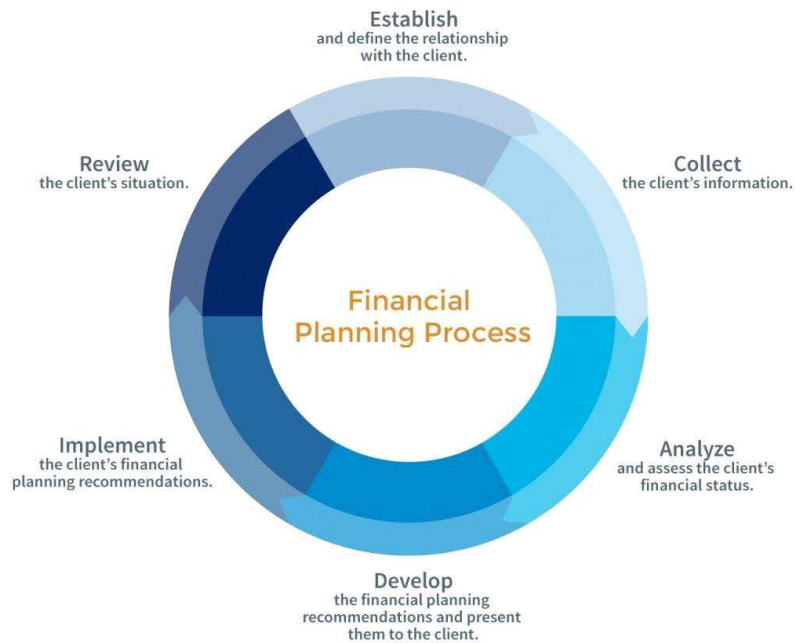 Establish
and define the relationship
with the client.
Collect
the client's information.
Analyze
and assess the client's
financial status.
Develop
the financial planning
recommendations and present
them to the client.
Implement
the client's financial
planning recommendations.
Review
the client's situation.
Financial
Planning Process